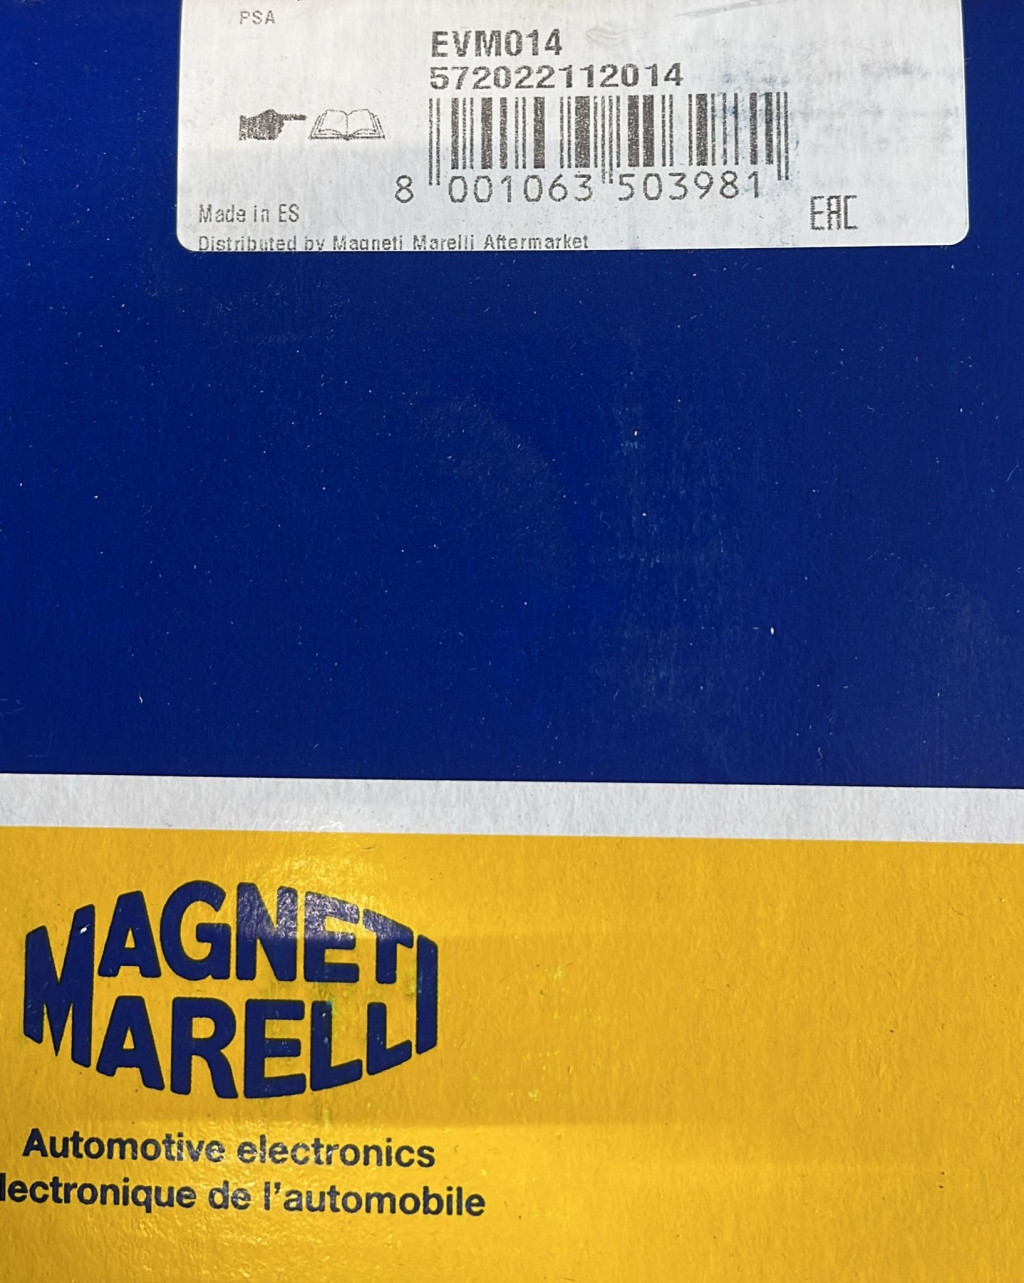 PSA
EVM014
572022112014
8 001063 503981
Made in ES
EAC
Distributed by Magneti Marelli Aftermarket
MAGNETI
MARELLI
Automotive electronics
lectronique de l'automobile